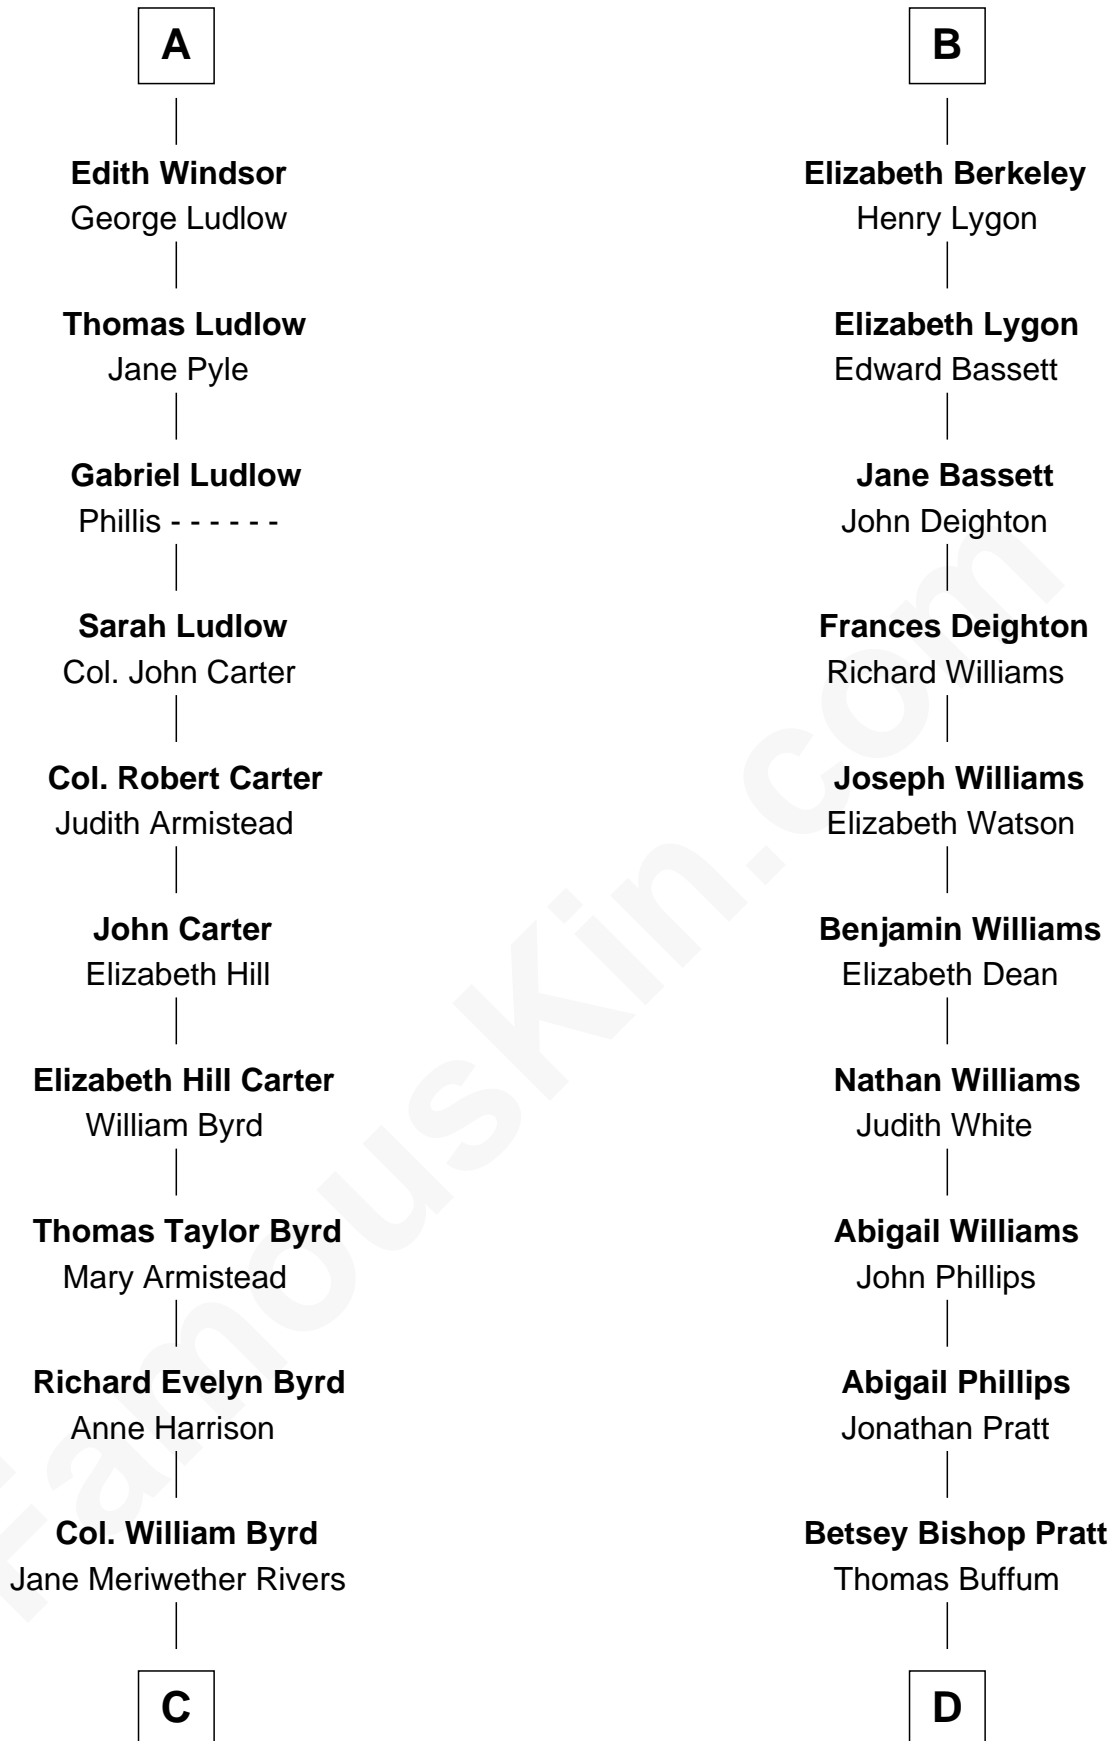 A
Edith Windsor
George Ludlow
Thomas Ludlow
Jane Pyle
Gabriel Ludlow
Phillis - - - - - -
Sarah Ludlow
Col. John Carter
Col. Robert Carter
Judith Armistead
John Carter
Elizabeth Hill
Elizabeth Hill Carter
William Byrd
Thomas Taylor Byrd
Mary Armistead
Richard Evelyn Byrd
Anne Harrison
Col. William Byrd
Jane Meriwether Rivers
C
B
Elizabeth Berkeley
Henry Lygon
Elizabeth Lygon
Edward Bassett
Jane Bassett
John Deighton
Frances Deighton
Richard Williams
Joseph Williams
Elizabeth Watson
Benjamin Williams
Elizabeth Dean
Nathan Williams
Judith White
Abigail Williams
John Phillips
Abigail Phillips
Jonathan Pratt
Betsey Bishop Pratt
Thomas Buffum
D
FamousKin.com